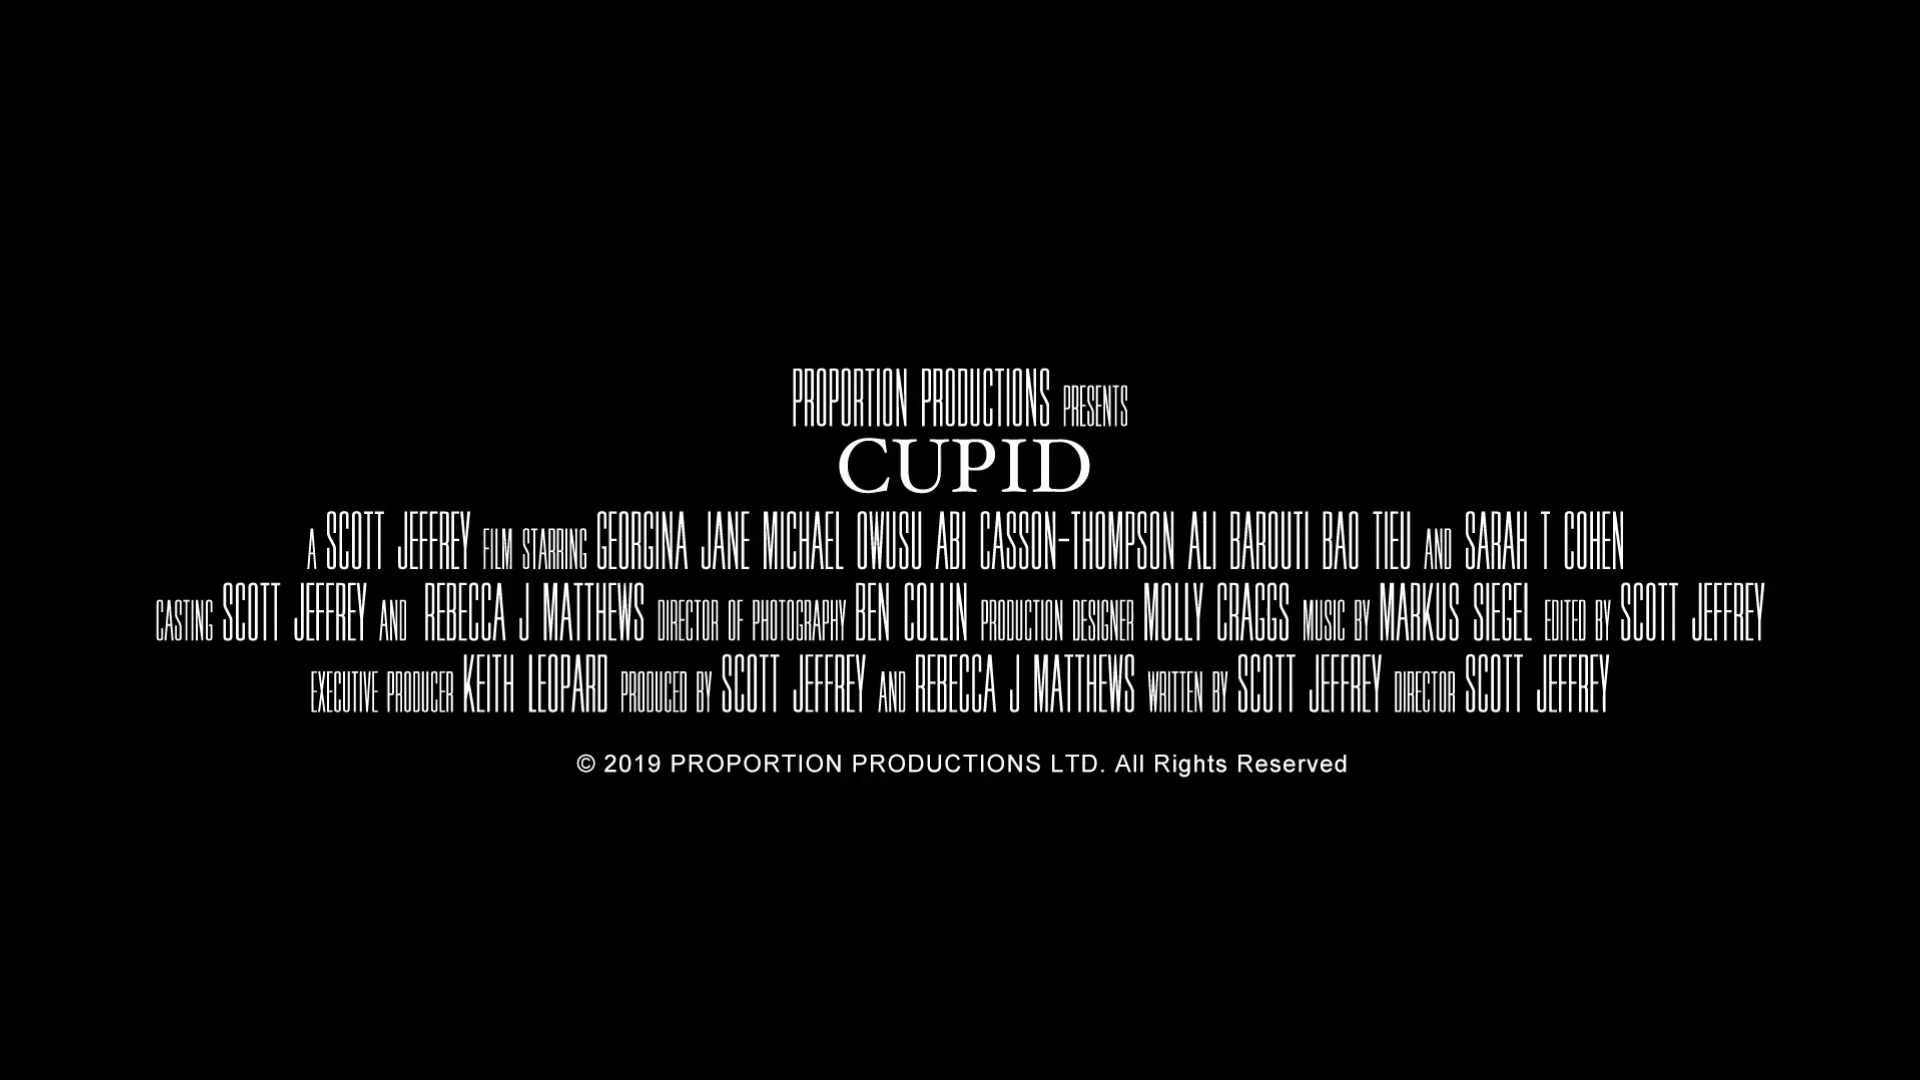 PROPORTION PRODUCTIONS PRESENTS
CUPID
A SCOTT JEFFREY FILM STARRING GEORGINA JANE MICHAEL OWUSU ABI CASSON-THOMPSON ALI BAROUTI BAO TIEU AND SARAH T COHEN
CASTING SCOTT JEFFREY AND REBECCA J MATTHEWS DIRECTOR OF PHOTOGRAPHY BEN COLLIN PRODUCTION DESIGNER MOLLY CRAGGS MUSIC BY MARKUS SIEGEL EDITED BY SCOTT JEFFREY
EXECUTIVE PRODUCER KEITH LEOPARD PRODUCED BY SCOTT JEFFREY AND REBECCA J MATTHEWS WRITTEN BY SCOTT JEFFREY DIRECTOR SCOTT JEFFREY
© 2019 PROPORTION PRODUCTIONS LTD. All Rights Reserved